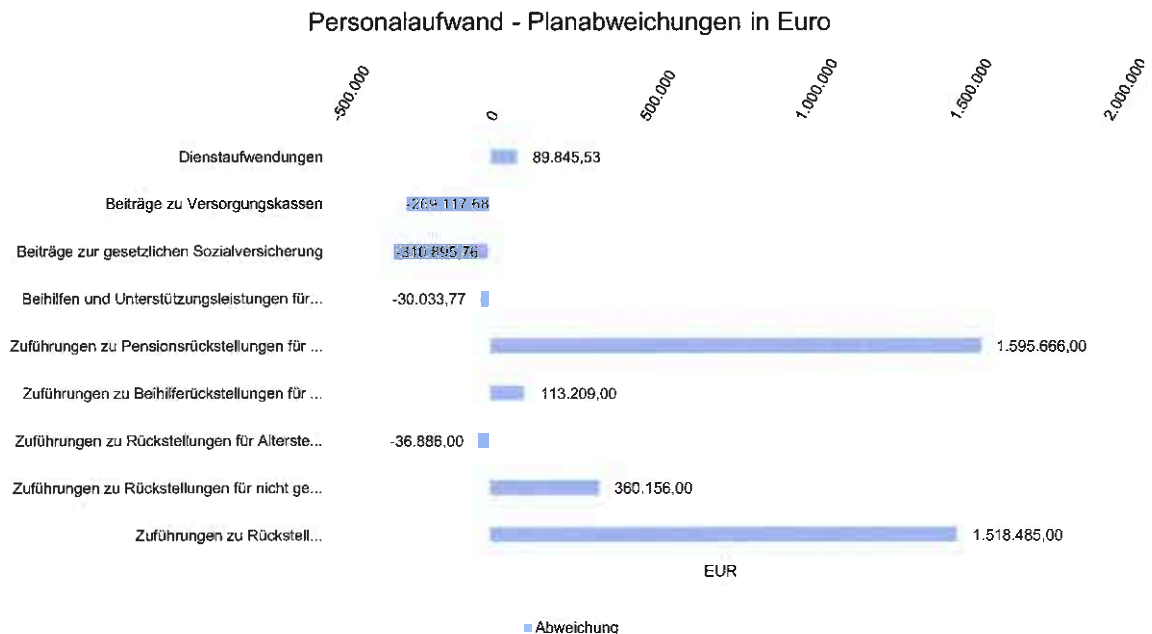 Personalaufwand - Planabweichungen in Euro
-500.000 0 500.000 1.000.000 1.500.000 2.000.000
Dienstaufwendungen 89.845,53
Beiträge zu Versorgungskassen -269.117,68
Beiträge zur gesetzlichen Sozialversicherung -310.895,76
Beihilfen und Unterstützungsleistungen für... -30.033,77
Zuführungen zu Pensionsrückstellungen für ... 1.595.666,00
Zuführungen zu Beihilferückstellungen für ... 113.209,00
Zuführungen zu Rückstellungen für Alterste... -36.886,00
Zuführungen zu Rückstellungen für nicht ge... 360.156,00
Zuführungen zu Rückstell... 1.518.485,00
EUR
Abweichung